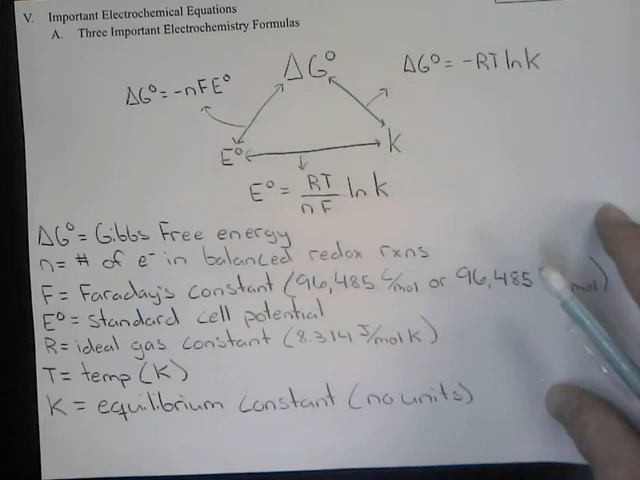 V. Important Electrochemical Equations
A. Three Important Electrochemistry Formulas
ΔG° = -nFE°
ΔG°
ΔG° = -RT ln K
E°
K
E° = RT/nF ln K
ΔG° = Gibbs Free energy
n = # of e⁻ in balanced redox rxns
F = Faraday's constant (96,485 C/mol or 96,485 mol)
E° = standard cell potential
R = ideal gas constant (8.314 J/mol K)
T = temp (K)
K = equilibrium constant (no units)